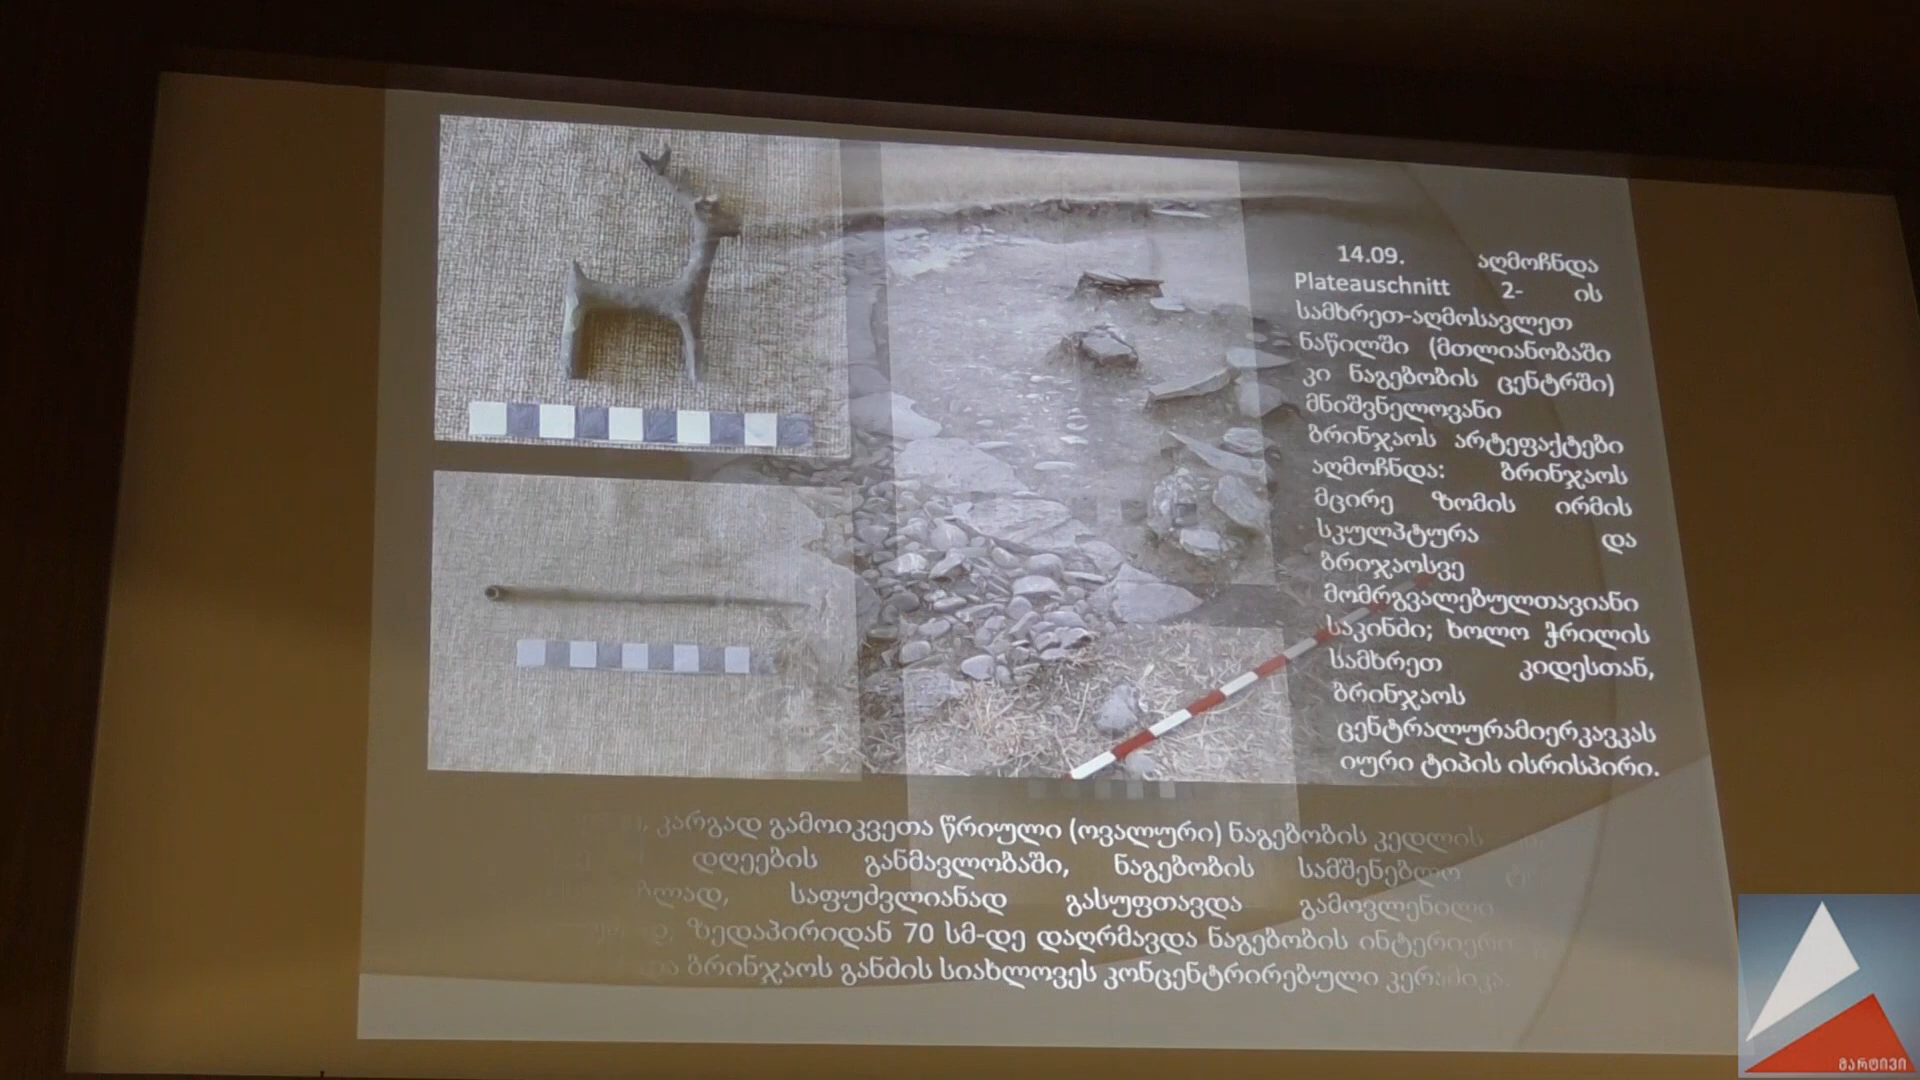 14.09. აღმოჩნდა
Plateauschnitt 2- ის
სამხრეთ-აღმოსავლეთ
ნაწილში (მთლიანობაში
კი ნაგებობის ცენტრში)
მნიშვნელოვანი
ბრინჯაოს არტეფაქტები
აღმოჩნდა: ბრინჯაოს
მცირე ზომის ირმის
სკულპტურა და
ბრიჯაოსვე
მომრგვალებულთავიანი
საკინძი; ხოლო ჭრილის
სამხრეთ კიდესთან,
ბრინჯაოს
ცენტრალურამიერკავკას
იური ტიპის ისრისპირი.
კარგად გამოიკვეთა წრიული (ოვალური) ნაგებობის კედლის
დღეების განმავლობაში, ნაგებობის სამშენებლო
საფუძვლიანად გასუფთავდა გამოვლენილი
ზედაპირიდან 70 სმ-დე დაღრმავდა ნაგებობის ინტერიერი
ბრინჯაოს განძის სიახლოვეს კონცენტრირებული კერამიკა
მარტივი